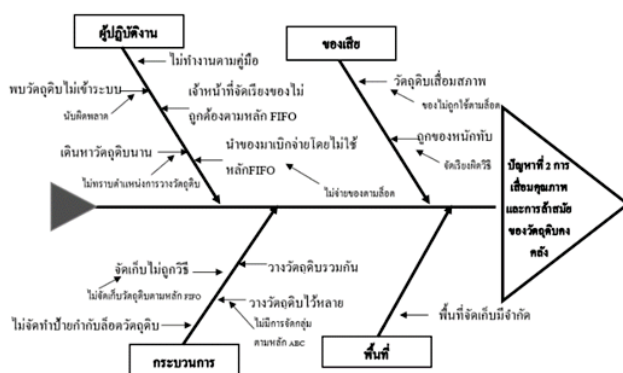 ผู้ปฏิบัติงาน
ของเสีย
ไม่ทำงานตามคู่มือ
พบวัตถุดิบไม่เข้าระบบ
นับผิดพลาด
เจ้าหน้าที่จัดเรียงของไม่
ถูกต้องตามหลัก FIFO
เดินหาวัตถุดิบนาน
ไม่ทราบตำแหน่งการวางวัตถุดิบ
นำของมาเบิกจ่ายโดยไม่ใช้
หลักFIFO
ไม่จ่ายของตามล็อต
วัตถุดิบเสื่อมสภาพ
ของไม่ถูกใช้ตามล็อต
ถูกของหนักทับ
จัดเรียงผิดวิธี
ปัญหาที่ 2 การ
เสื่อมคุณภาพ
และการล้าสมัย
ของวัตถุดิบคง
คลัง
จัดเก็บไม่ถูกวิธี
ไม่จัดเก็บวัตถุดิบตามหลัก FIFO
ไม่จัดทำป้ายกำกับล็อตวัตถุดิบ
วางวัตถุดิบรวมกัน
วางวัตถุดิบไว้หลาย
ไม่มีการจัดกลุ่ม
ตามหลัก ABC
พื้นที่จัดเก็บมีจำกัด
กระบวนการ
พื้นที่